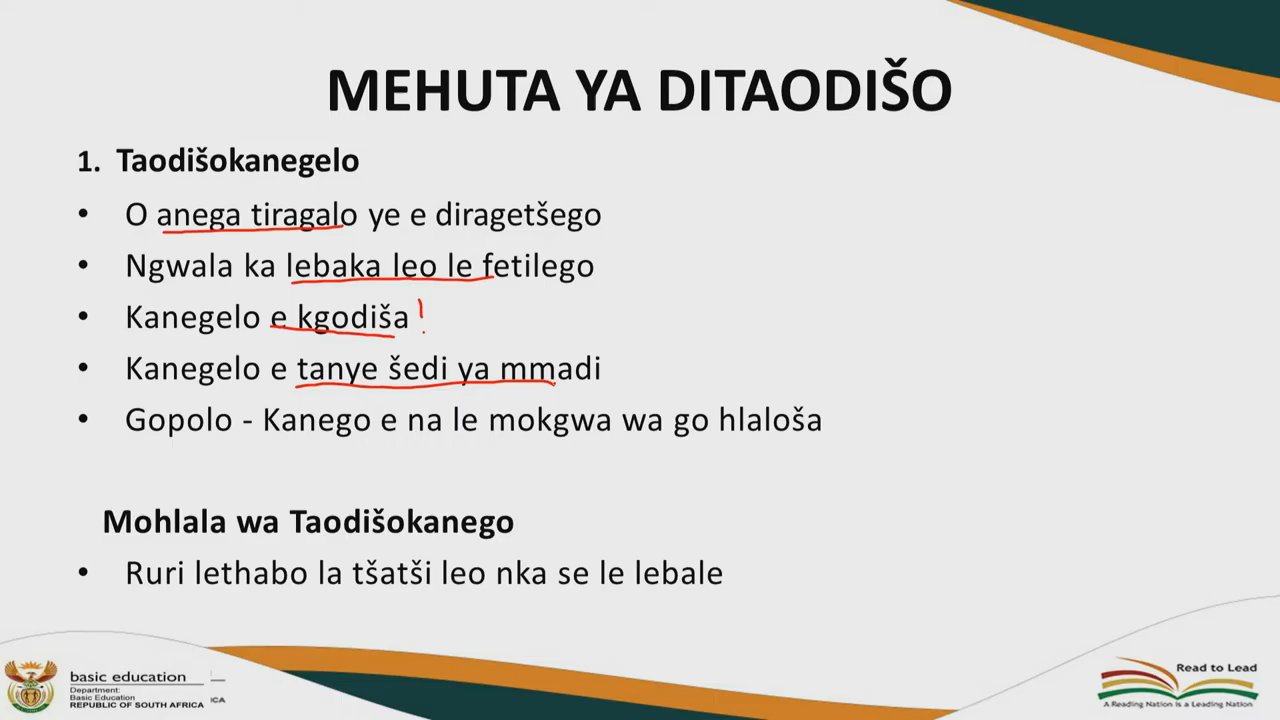 MEHUTA YA DITAODIŠO
1. Taodišokanegelo
• O anega tiragalo ye e diragetšego
• Ngwala ka lebaka leo le fetilego
• Kanegelo e kgodiša !
• Kanegelo e tanye šedi ya mmadi
• Gopolo - Kanego e na le mokgwa wa go hlaloša
Mohlala wa Taodišokanego
• Ruri lethabo la tšatši leo nka se le lebale
basic education
Department:
Basic Education
REPUBLIC OF SOUTH AFRICA
ICA
Read to Lead
A Reading Nation is a Leading Nation